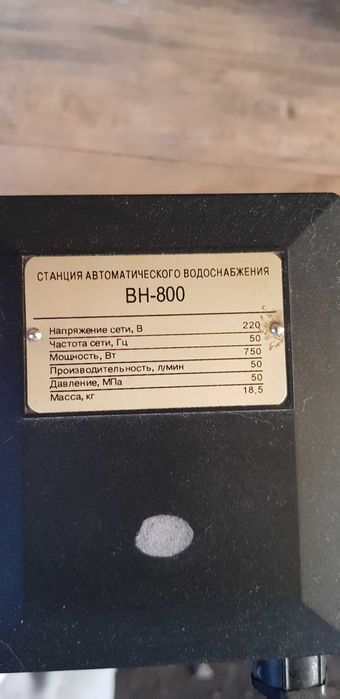 СТАНЦИЯ АВТОМАТИЧЕСКОГО ВОДОСНАБЖЕНИЯ
ВН-800
Напряжение сети, В 220
Частота сети, Гц 50
Мощность, Вт 750
Производительность, л/мин 50
Давление, МПа 50
Масса, кг 18,5